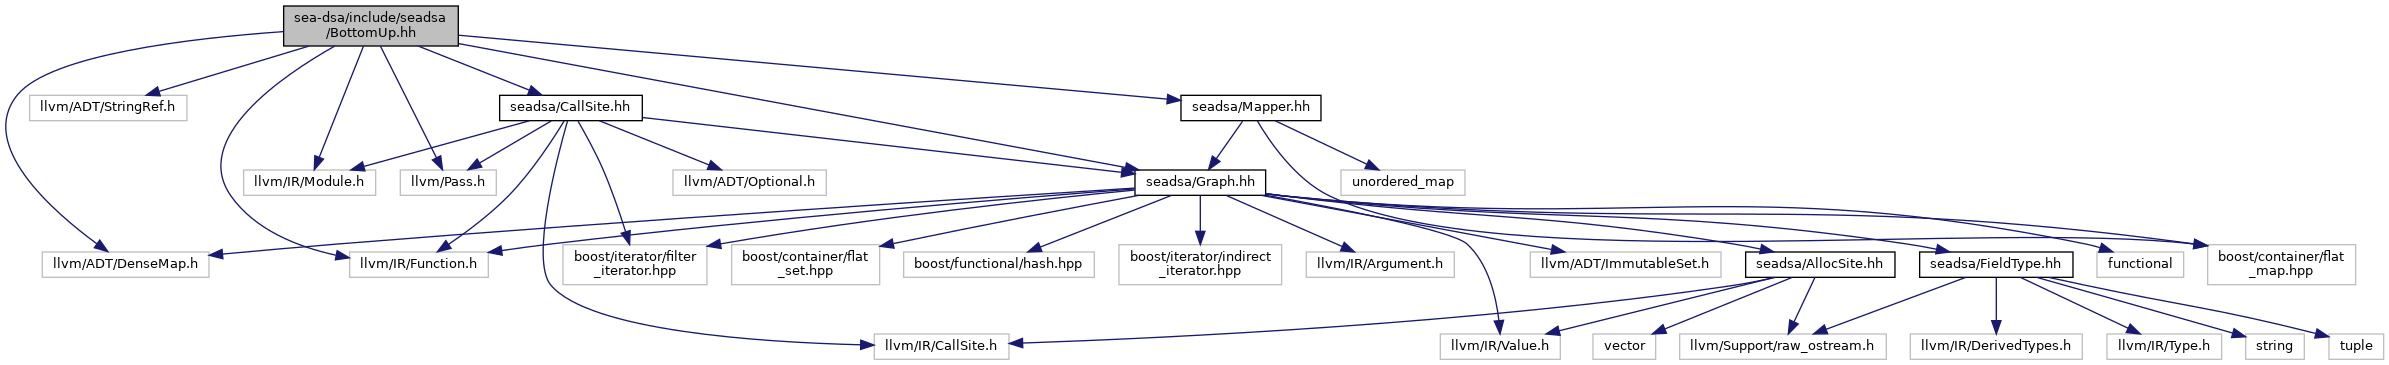 sea-dsa/include/seadsa
/BottomUp.hh
llvm/ADT/StringRef.h
seadsa/CallSite.hh
seadsa/Mapper.hh
llvm/IR/Module.h
llvm/Pass.h
llvm/ADT/Optional.h
seadsa/Graph.hh
unordered_map
llvm/ADT/DenseMap.h
llvm/IR/Function.h
boost/iterator/filter
_iterator.hpp
boost/container/flat
_set.hpp
boost/functional/hash.hpp
boost/iterator/indirect
_iterator.hpp
llvm/IR/Argument.h
llvm/ADT/ImmutableSet.h
seadsa/AllocSite.hh
seadsa/FieldType.hh
functional
boost/container/flat
_map.hpp
llvm/IR/CallSite.h
llvm/IR/Value.h
vector
llvm/Support/raw_ostream.h
llvm/IR/DerivedTypes.h
llvm/IR/Type.h
string
tuple